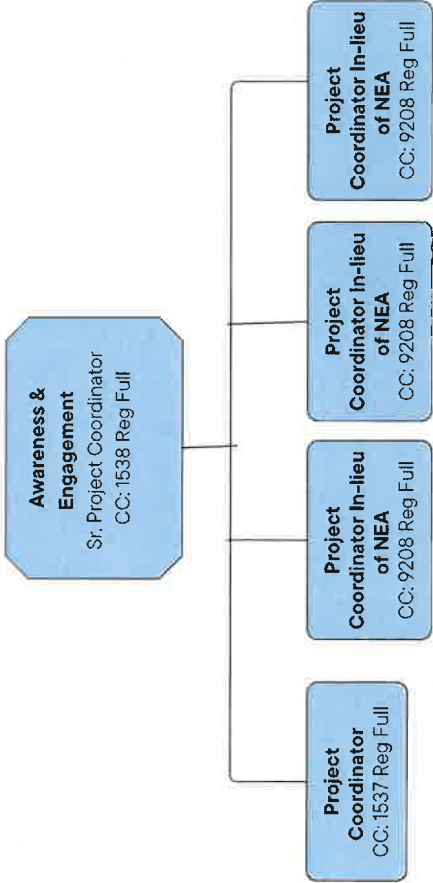 Awareness &
Engagement
Sr. Project Coordinator
CC: 1538 Reg Full
Project
Coordinator
CC: 1537 Reg Full
Project
Coordinator In-lieu
of NEA
CC: 9208 Reg Full
Project
Coordinator In-lieu
of NEA
CC: 9208 Reg Full
Project
Coordinator In-lieu
of NEA
CC: 9208 Reg Full